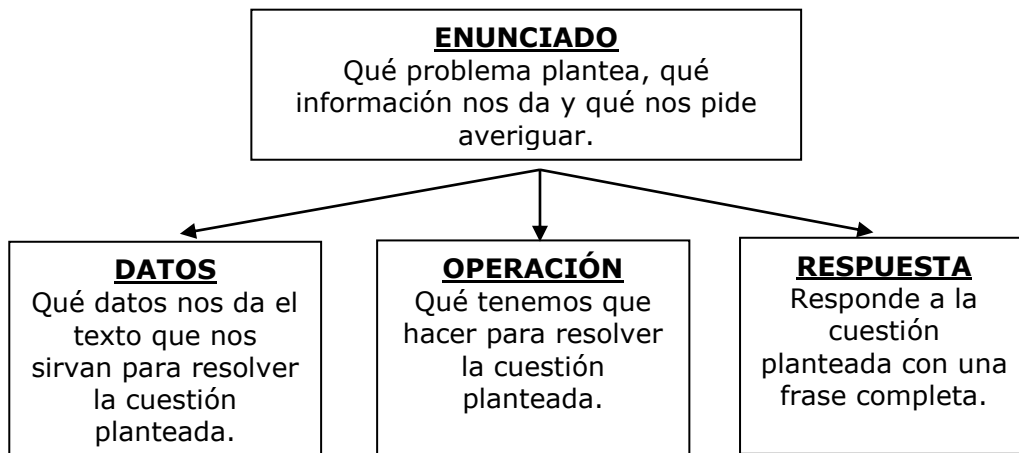 ENUNCIADO
Qué problema plantea, qué
información nos da y qué nos pide
averiguar.
DATOS
Qué datos nos da el
texto que nos
sirvan para resolver
la cuestión
planteada.
OPERACIÓN
Qué tenemos que
hacer para resolver
la cuestión
planteada.
RESPUESTA
Responde a la
cuestión
planteada con una
frase completa.